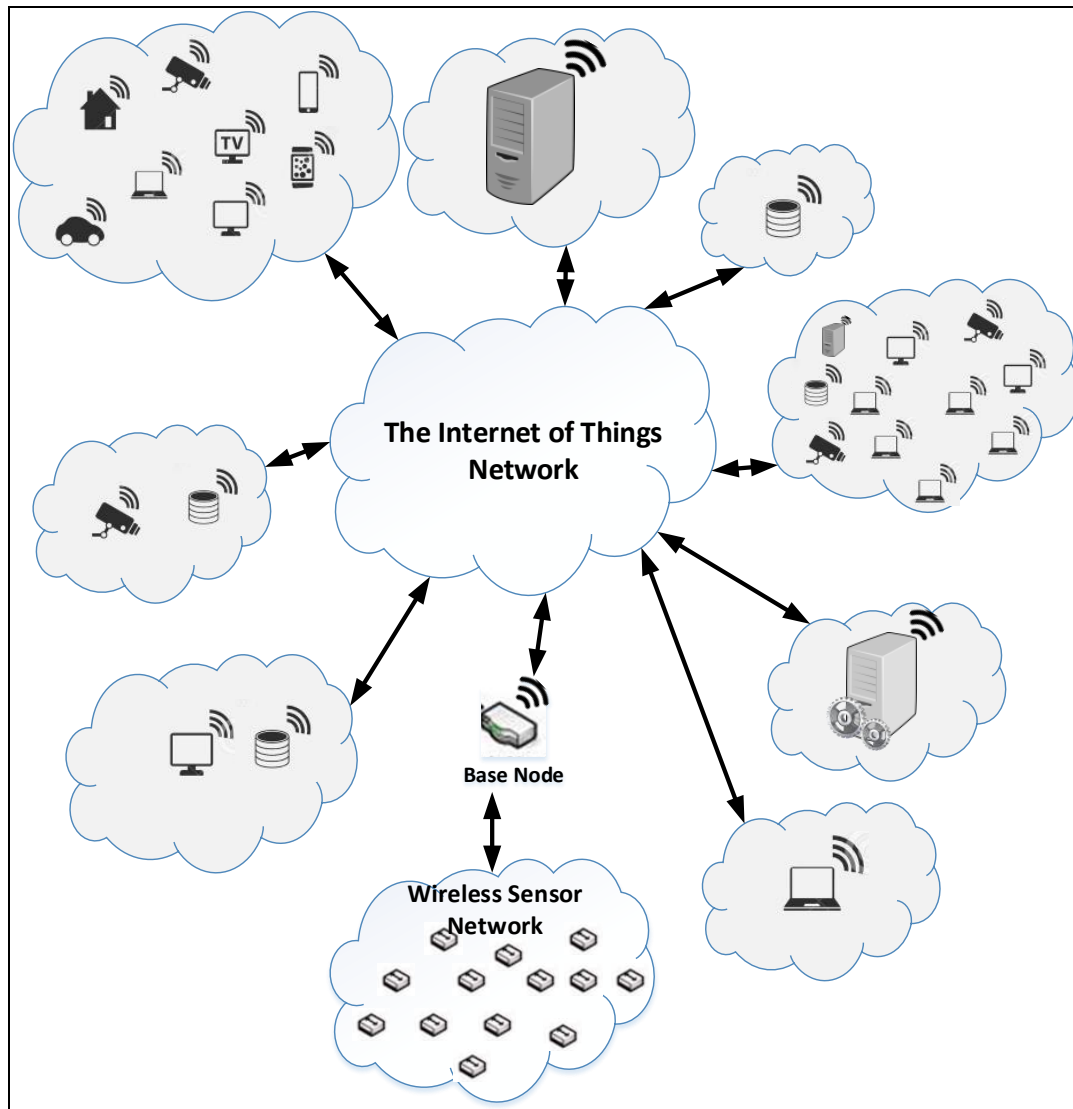 TV
The Internet of Things
Network
Base Node
Wireless Sensor
Network